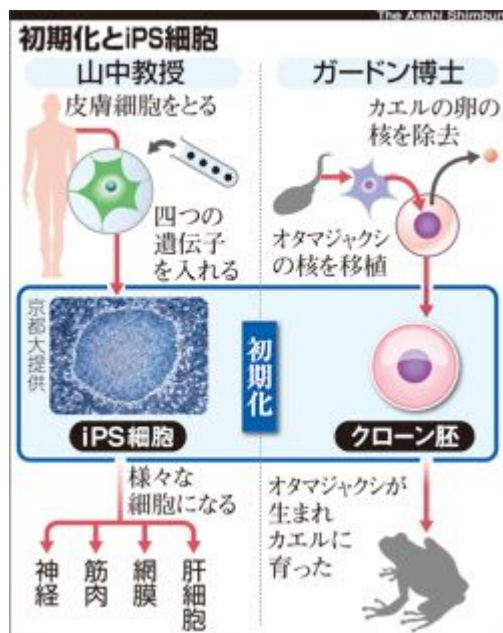 The Asahi Shimbun
初期化とiPS細胞
山中教授
皮膚細胞をとる
四つの
遺伝子
を入れる
京都大提供
iPS細胞
様々な
細胞になる
神経
筋肉
網膜
肝細胞
初期化
ガードン博士
カエルの卵の
核を除去
オタマジャクシ
の核を移植
クローン胚
オタマジャクシが
生まれ
カエルに
育った